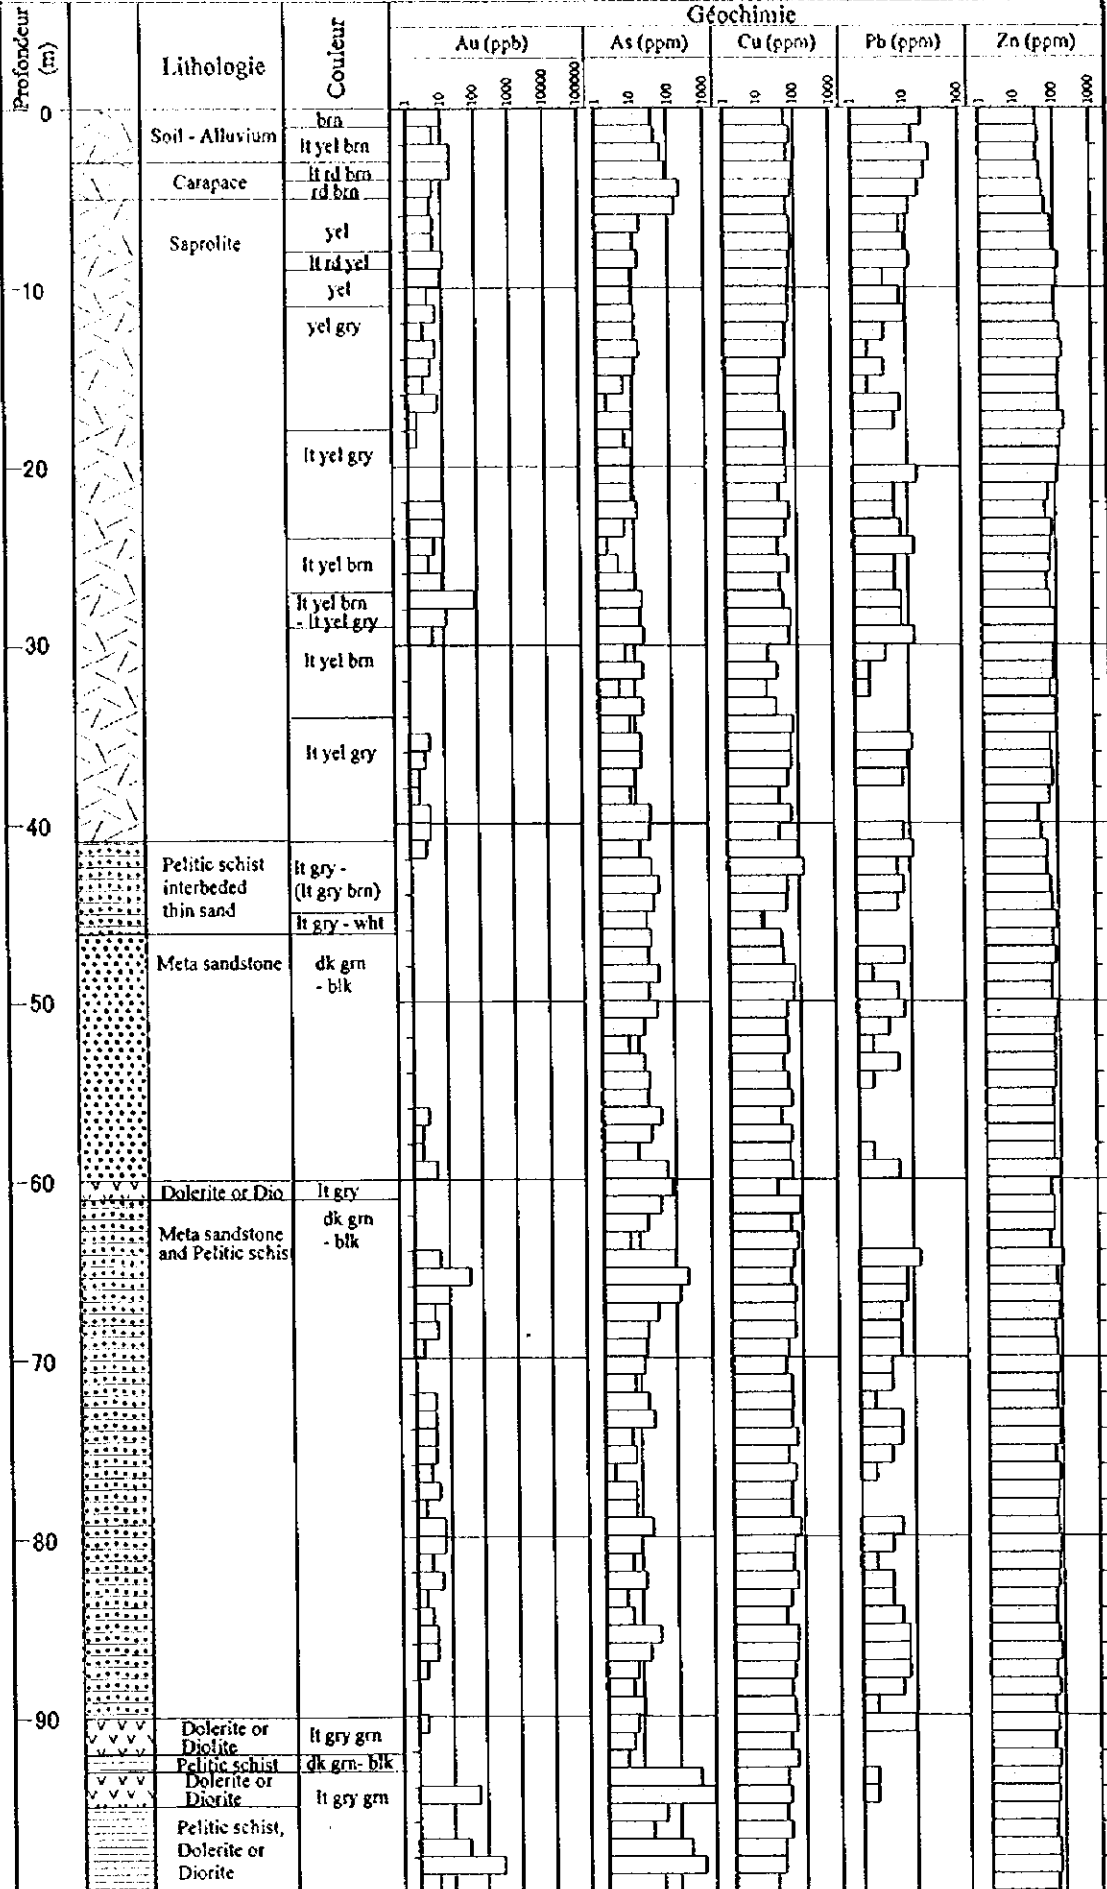 Géochimie
Profondeur
(m)
Lithologie
Couleur
Au (ppb)
As (ppm)
Cu (ppm)
Pb (ppm)
Zn (ppm)
1 10 100 1000 10000 100000
1 10 100 1000
1 10 100 1000
1 10 100
1 10 100 1000
0
brn
Soil - Alluvium
lt yel brn
lt rd brn
Carapace
rd brn
yel
Saprolite
lt rd yel
-10
yel
yel gry
lt yel gry
-20
lt yel brn
lt yel brn
- lt yel gry
-30
lt yel brn
lt yel gry
-40
Pelitic schist
interbeded
thin sand
lt gry -
(lt gry brn)
lt gry - wht
Meta sandstone
dk grn
- blk
-50
-60
Dolerite or Dio
lt gry
dk grn
- blk
Meta sandstone
and Pelitic schist
-70
-80
-90
Dolerite or
Diolite
lt gry grn
Pelitic schist
dk grn- blk
Dolerite or
Diorite
lt gry grn
Pelitic schist,
Dolerite or
Diorite